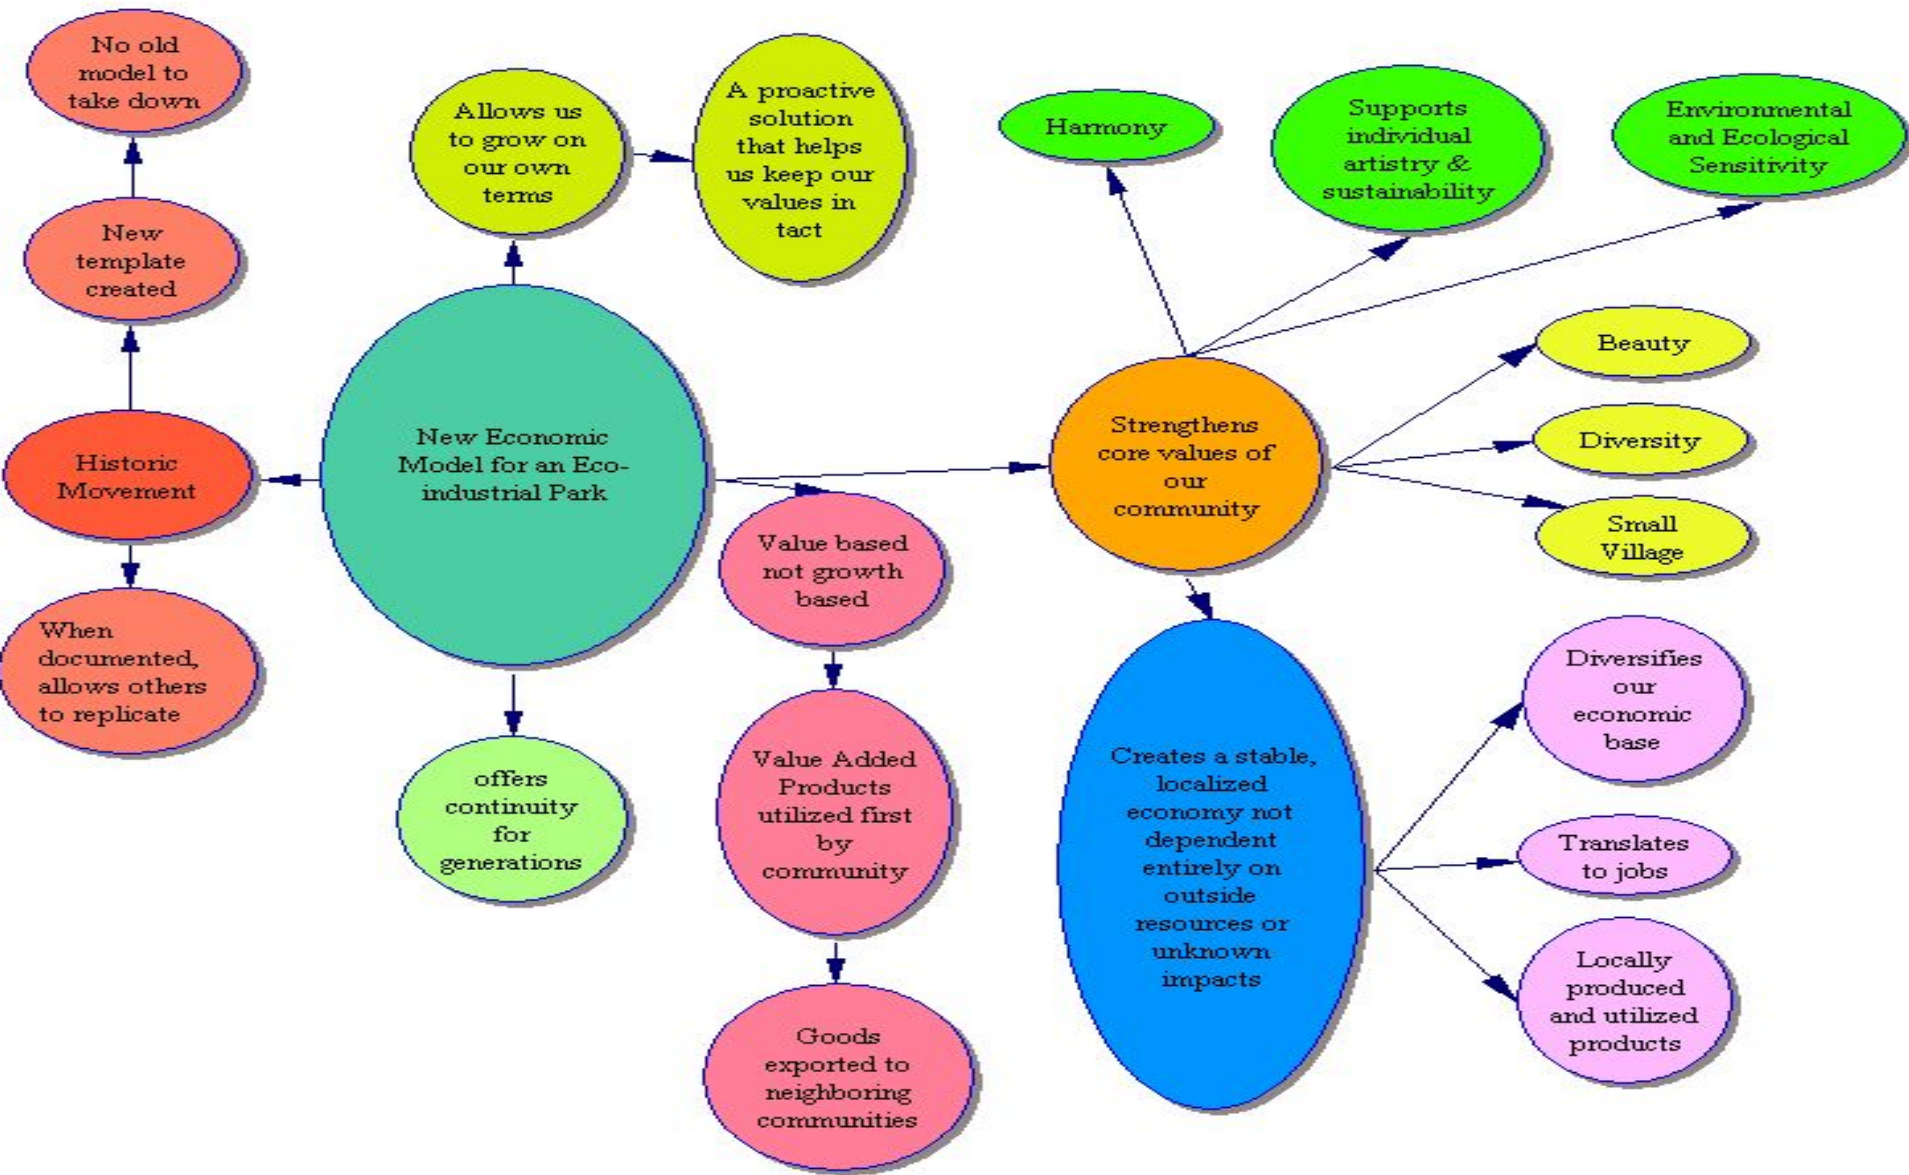 No old
model to
take down
New
template
created
Historic
Movement
When
documented,
allows others
to replicate
Allows us
to grow on
our own
terms
A proactive
solution
that helps
us keep our
values in
tact
New Economic
Model for an Eco-
industrial Park
offers
continuity
for
generations
Value based
not growth
based
Value Added
Products
utilized first
by
community
Goods
exported to
neighboring
communities
Harmony
Supports
individual
artistry &
sustainability
Environmental
and Ecological
Sensitivity
Strengthens
core values of
our
community
Beauty
Diversity
Small
Village
Creates a stable,
localized
economy not
dependent
entirely on
outside
resources or
unknown
impacts
Diversifies
our
economic
base
Translates
to jobs
Locally
produced
and utilized
products